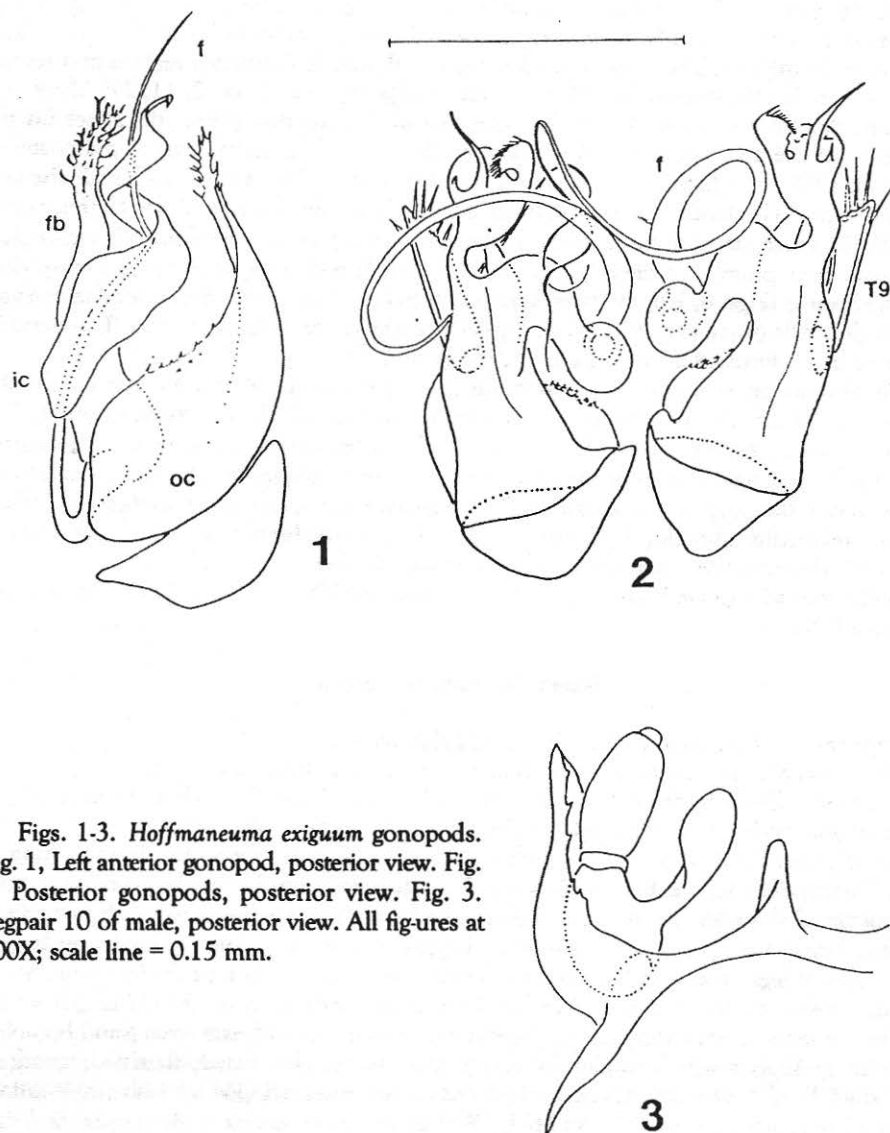 f
fb
ic
oc
1
f
T9
2
Figs. 1-3. Hoffmaneuma exiguum gonopods.
g. 1, Left anterior gonopod, posterior view. Fig.
Posterior gonopods, posterior view. Fig. 3.
egpair 10 of male, posterior view. All fig-ures at
00X; scale line = 0.15 mm.
3